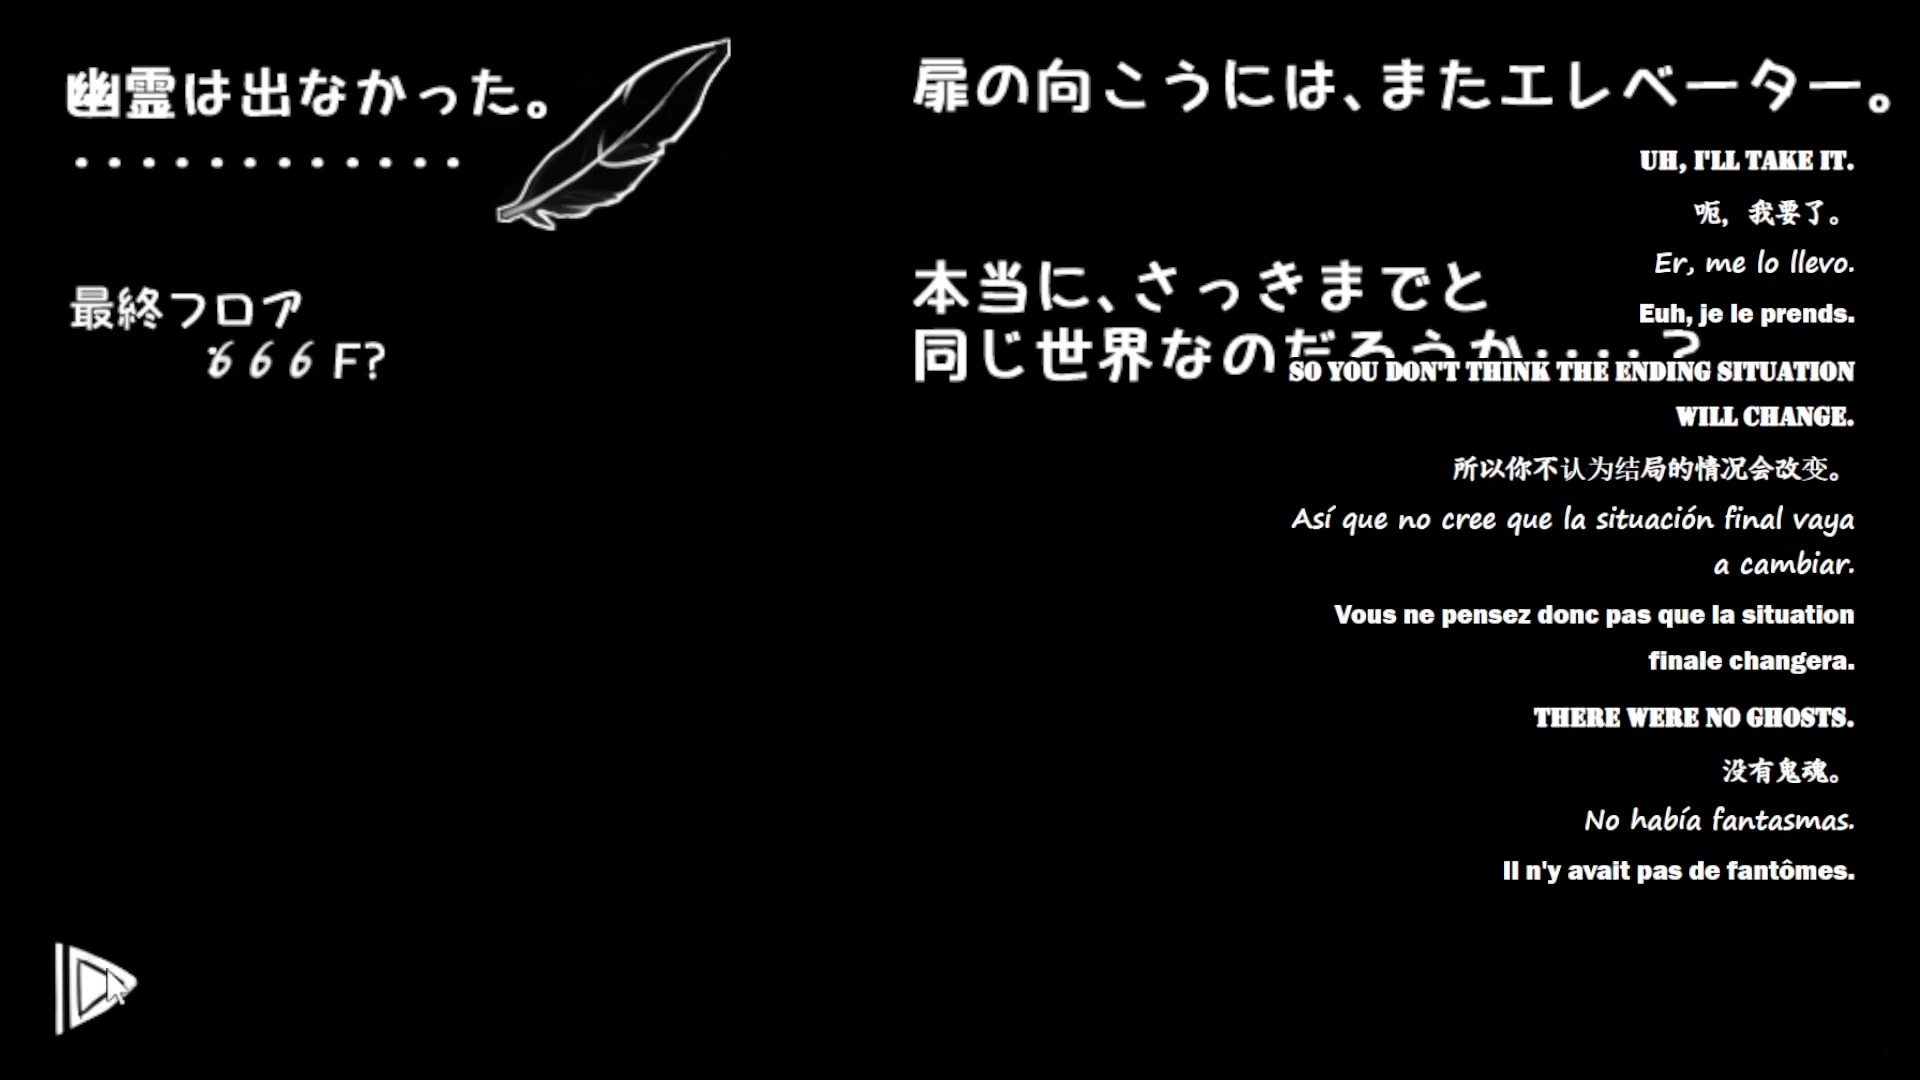 幽霊は出なかった。
・・・・・・・・・・・・
最終フロア
666F?
扉の向こうには、またエレベーター。
本当に、さっきまでと
同じ世界なのだろうか・・・・?
UH, I'LL TAKE IT.
呃，我要了。
Er, me lo llevo.
Euh, je le prends.
SO YOU DON'T THINK THE ENDING SITUATION
WILL CHANGE.
所以你不认为结局的情况会改变。
Así que no cree que la situación final vaya
a cambiar.
Vous ne pensez donc pas que la situation
finale changera.
THERE WERE NO GHOSTS.
没有鬼魂。
No había fantasmas.
Il n'y avait pas de fantômes.